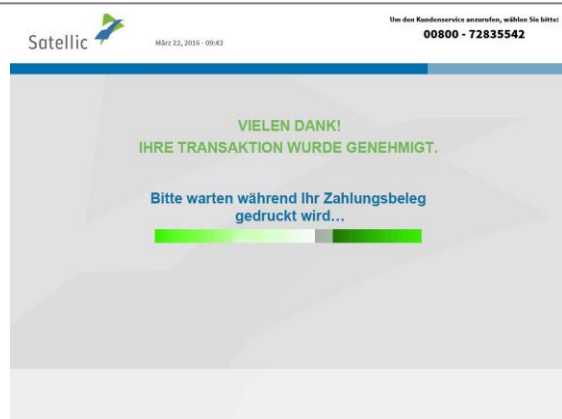 Um den Kundenservice anzurufen, wählen Sie bitte:
Satellic
März 22, 2016 - 09:43
00800 - 72835542
VIELEN DANK!
IHRE TRANSAKTION WURDE GENEHMIGT.
Bitte warten während Ihr Zahlungsbeleg
gedruckt wird...